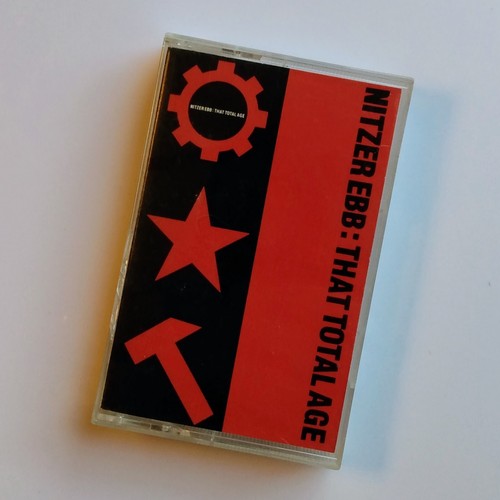 NITZER EBB : THAT TOTAL AGE
NITZER EBB : THAT TOTAL AGE